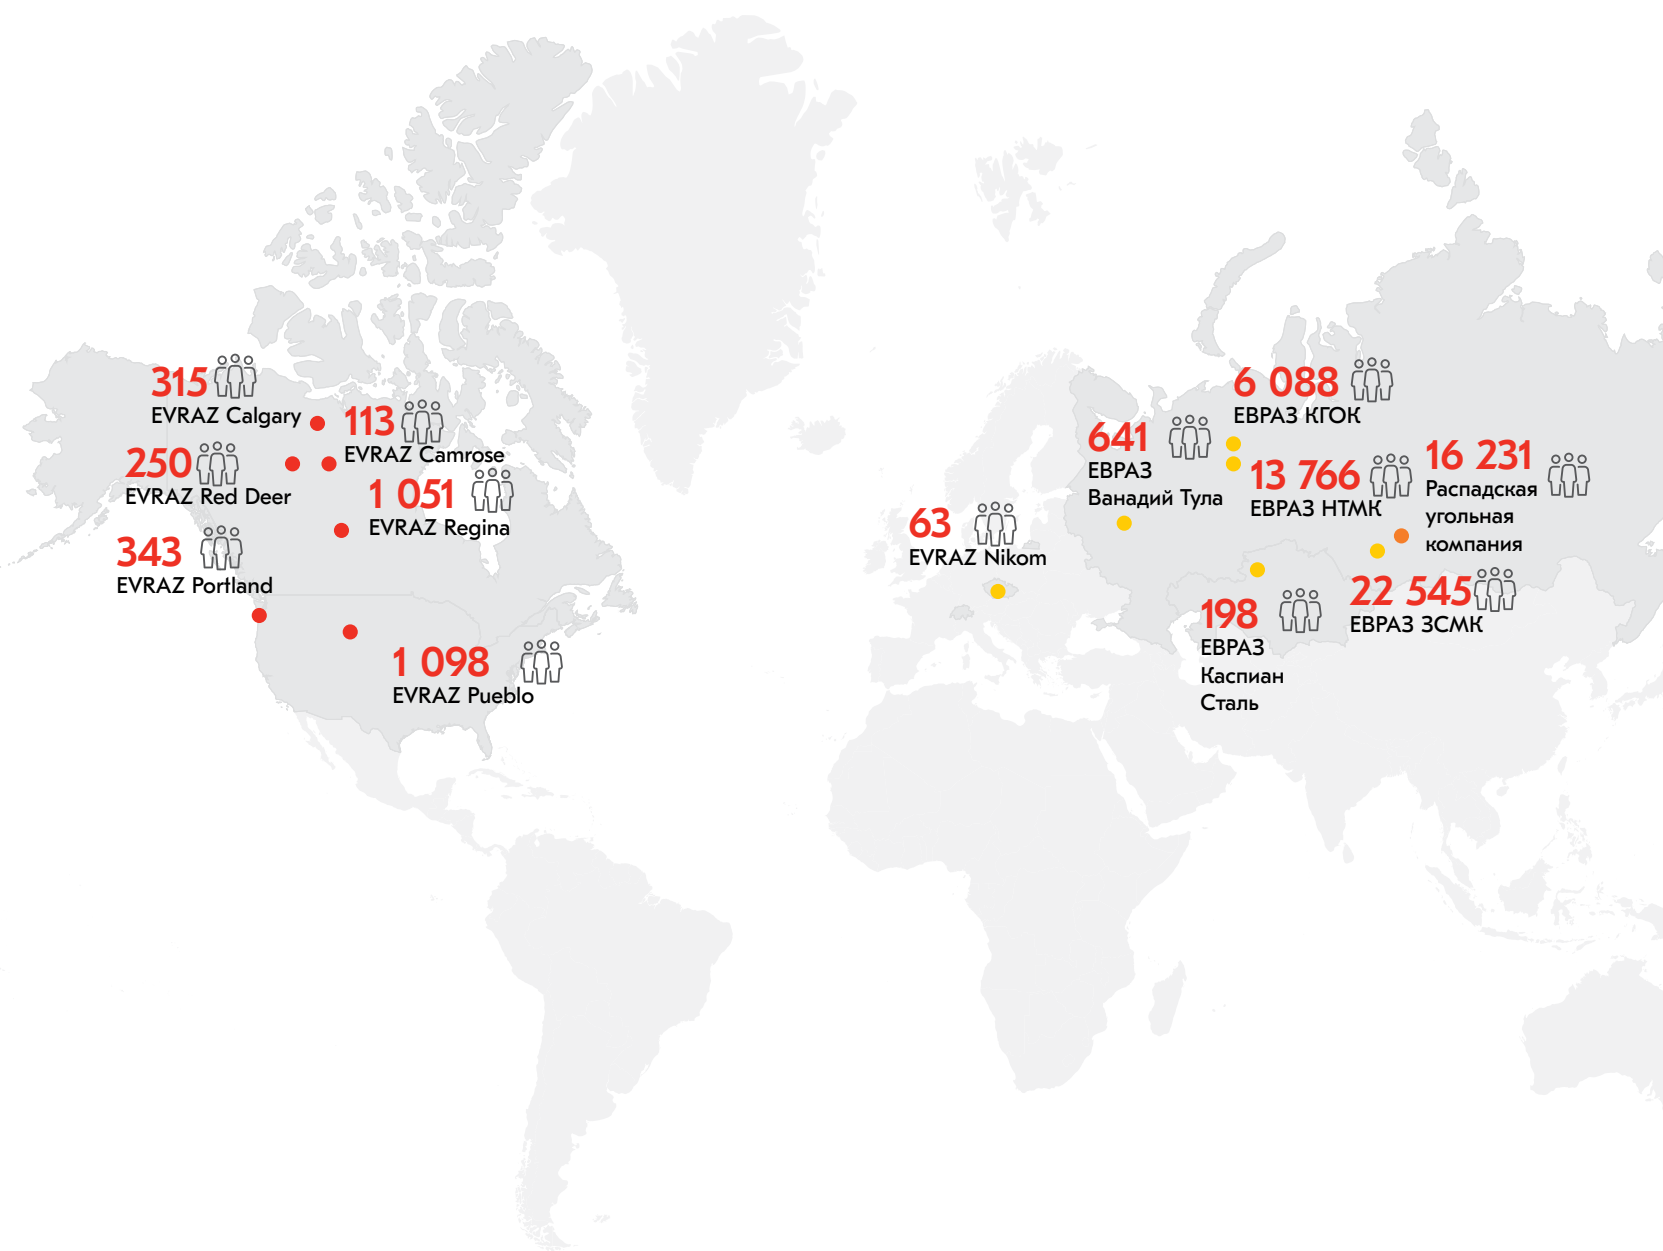 315
EVRAZ Calgary
113
EVRAZ Camrose
250
EVRAZ Red Deer
1 051
EVRAZ Regina
343
EVRAZ Portland
1 098
EVRAZ Pueblo
63
EVRAZ Nikom
641
ЕВРАЗ
Ванадий Тула
6 088
ЕВРАЗ КГОК
13 766
ЕВРАЗ НТМК
16 231
Распадская
угольная
компания
198
ЕВРАЗ
Каспиан
Сталь
22 545
ЕВРАЗ ЗСМК